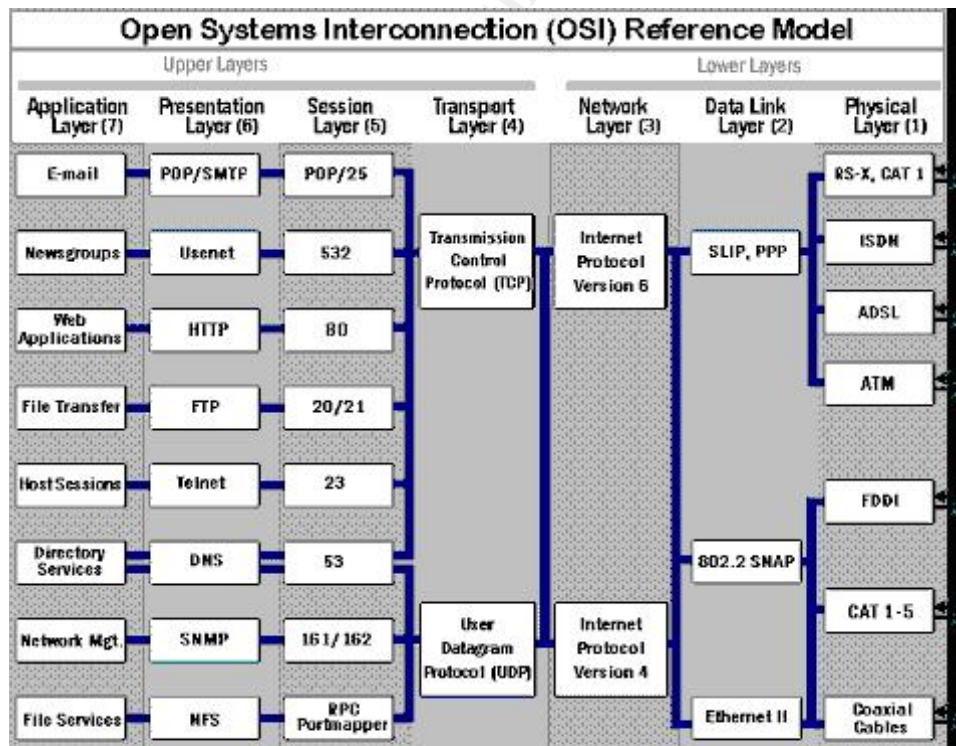 Open Systems Interconnection (OSI) Reference Model
Upper Layers
Lower Layers
Application
Layer (7)
Presentation
Layer (6)
Session
Layer (5)
Transport
Layer (4)
Network
Layer (3)
Data Link
Layer (2)
Physical
Layer (1)
E-mail
POP/SMTP
POP/25
RS-X, CAT 1
Newsgroups
Usenet
532
Transmission
Control
Protocol (TCP)
Internet
Protocol
Version 6
SLIP, PPP
ISDN
Web
Applications
HTTP
80
ADSL
File Transfer
FTP
20/21
ATM
Host Sessions
Telnet
23
FDDI
Directory
Services
DNS
53
802.2 SNAP
Network Mgt.
SNMP
161/162
User
Datagram
Protocol (UDP)
Internet
Protocol
Version 4
CAT 1-5
File Services
NFS
RPC
Portmapper
Ethernet II
Coaxial
Cables